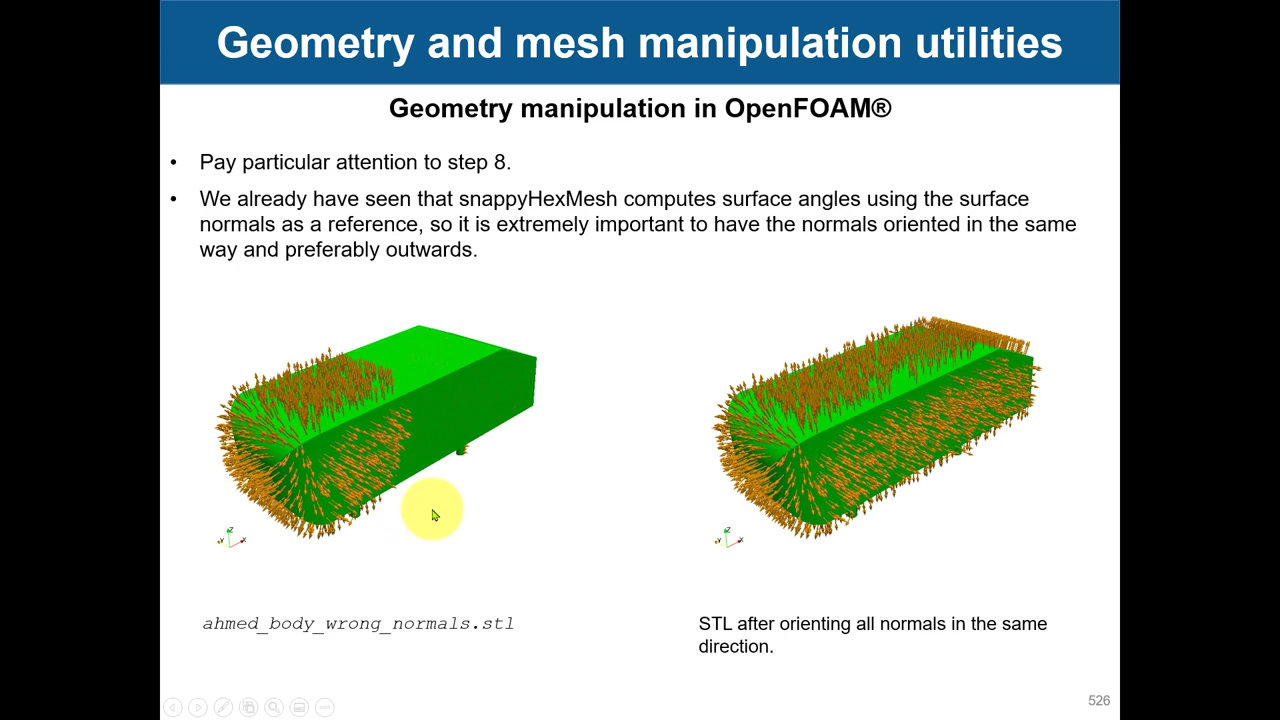 Geometry and mesh manipulation utilities
Geometry manipulation in OpenFOAM®
• Pay particular attention to step 8.
• We already have seen that snappyHexMesh computes surface angles using the surface
normals as a reference, so it is extremely important to have the normals oriented in the same
way and preferably outwards.
Z
Y
X
Z
Y
X
ahmed_body_wrong_normals.stl
STL after orienting all normals in the same
direction.
526